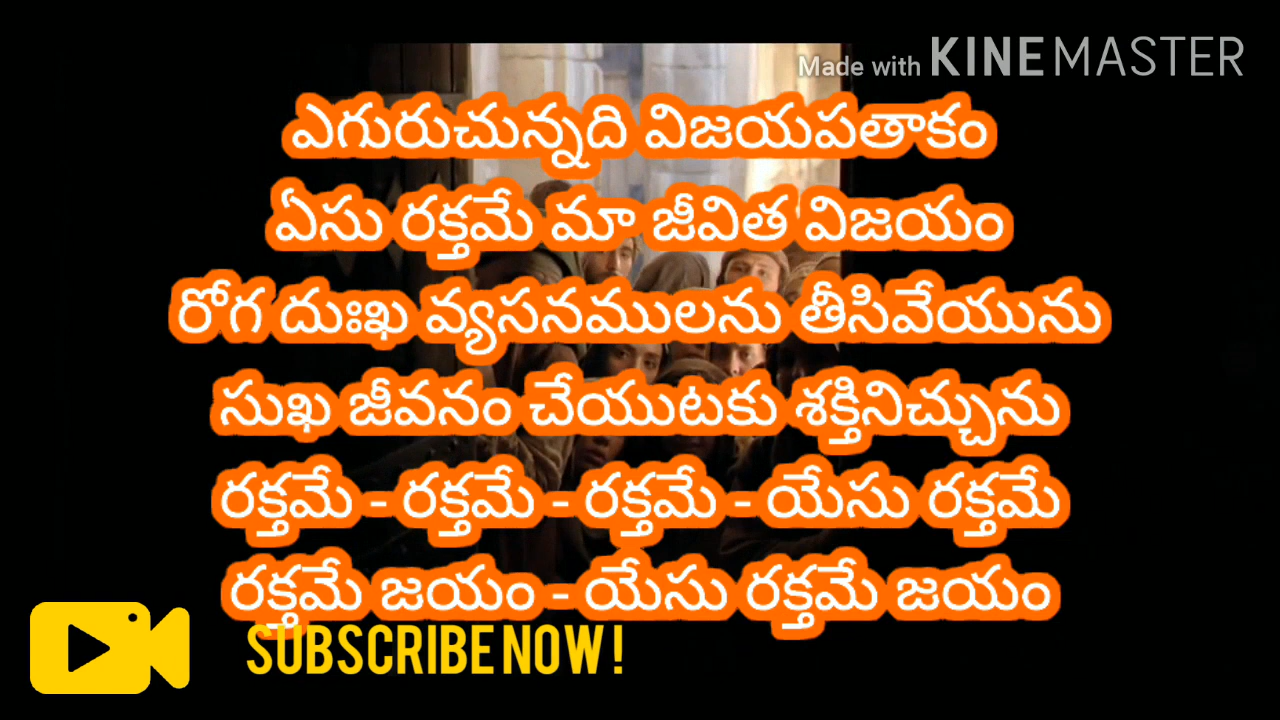 Made with KINEMASTER
ఎగురుచున్నది విజయపతాకం
ఏసు రక్తమే మా జీవిత విజయం
రోగ దుఃఖ వ్యసనములను తీసివేయును
సుఖ జీవనం చేయుటకు శక్తినిచ్చును
రక్తమే - రక్తమే - రక్తమే - యేసు రక్తమే
రక్తమే జయం - యేసు రక్తమే జయం
SUBSCRIBE NOW !